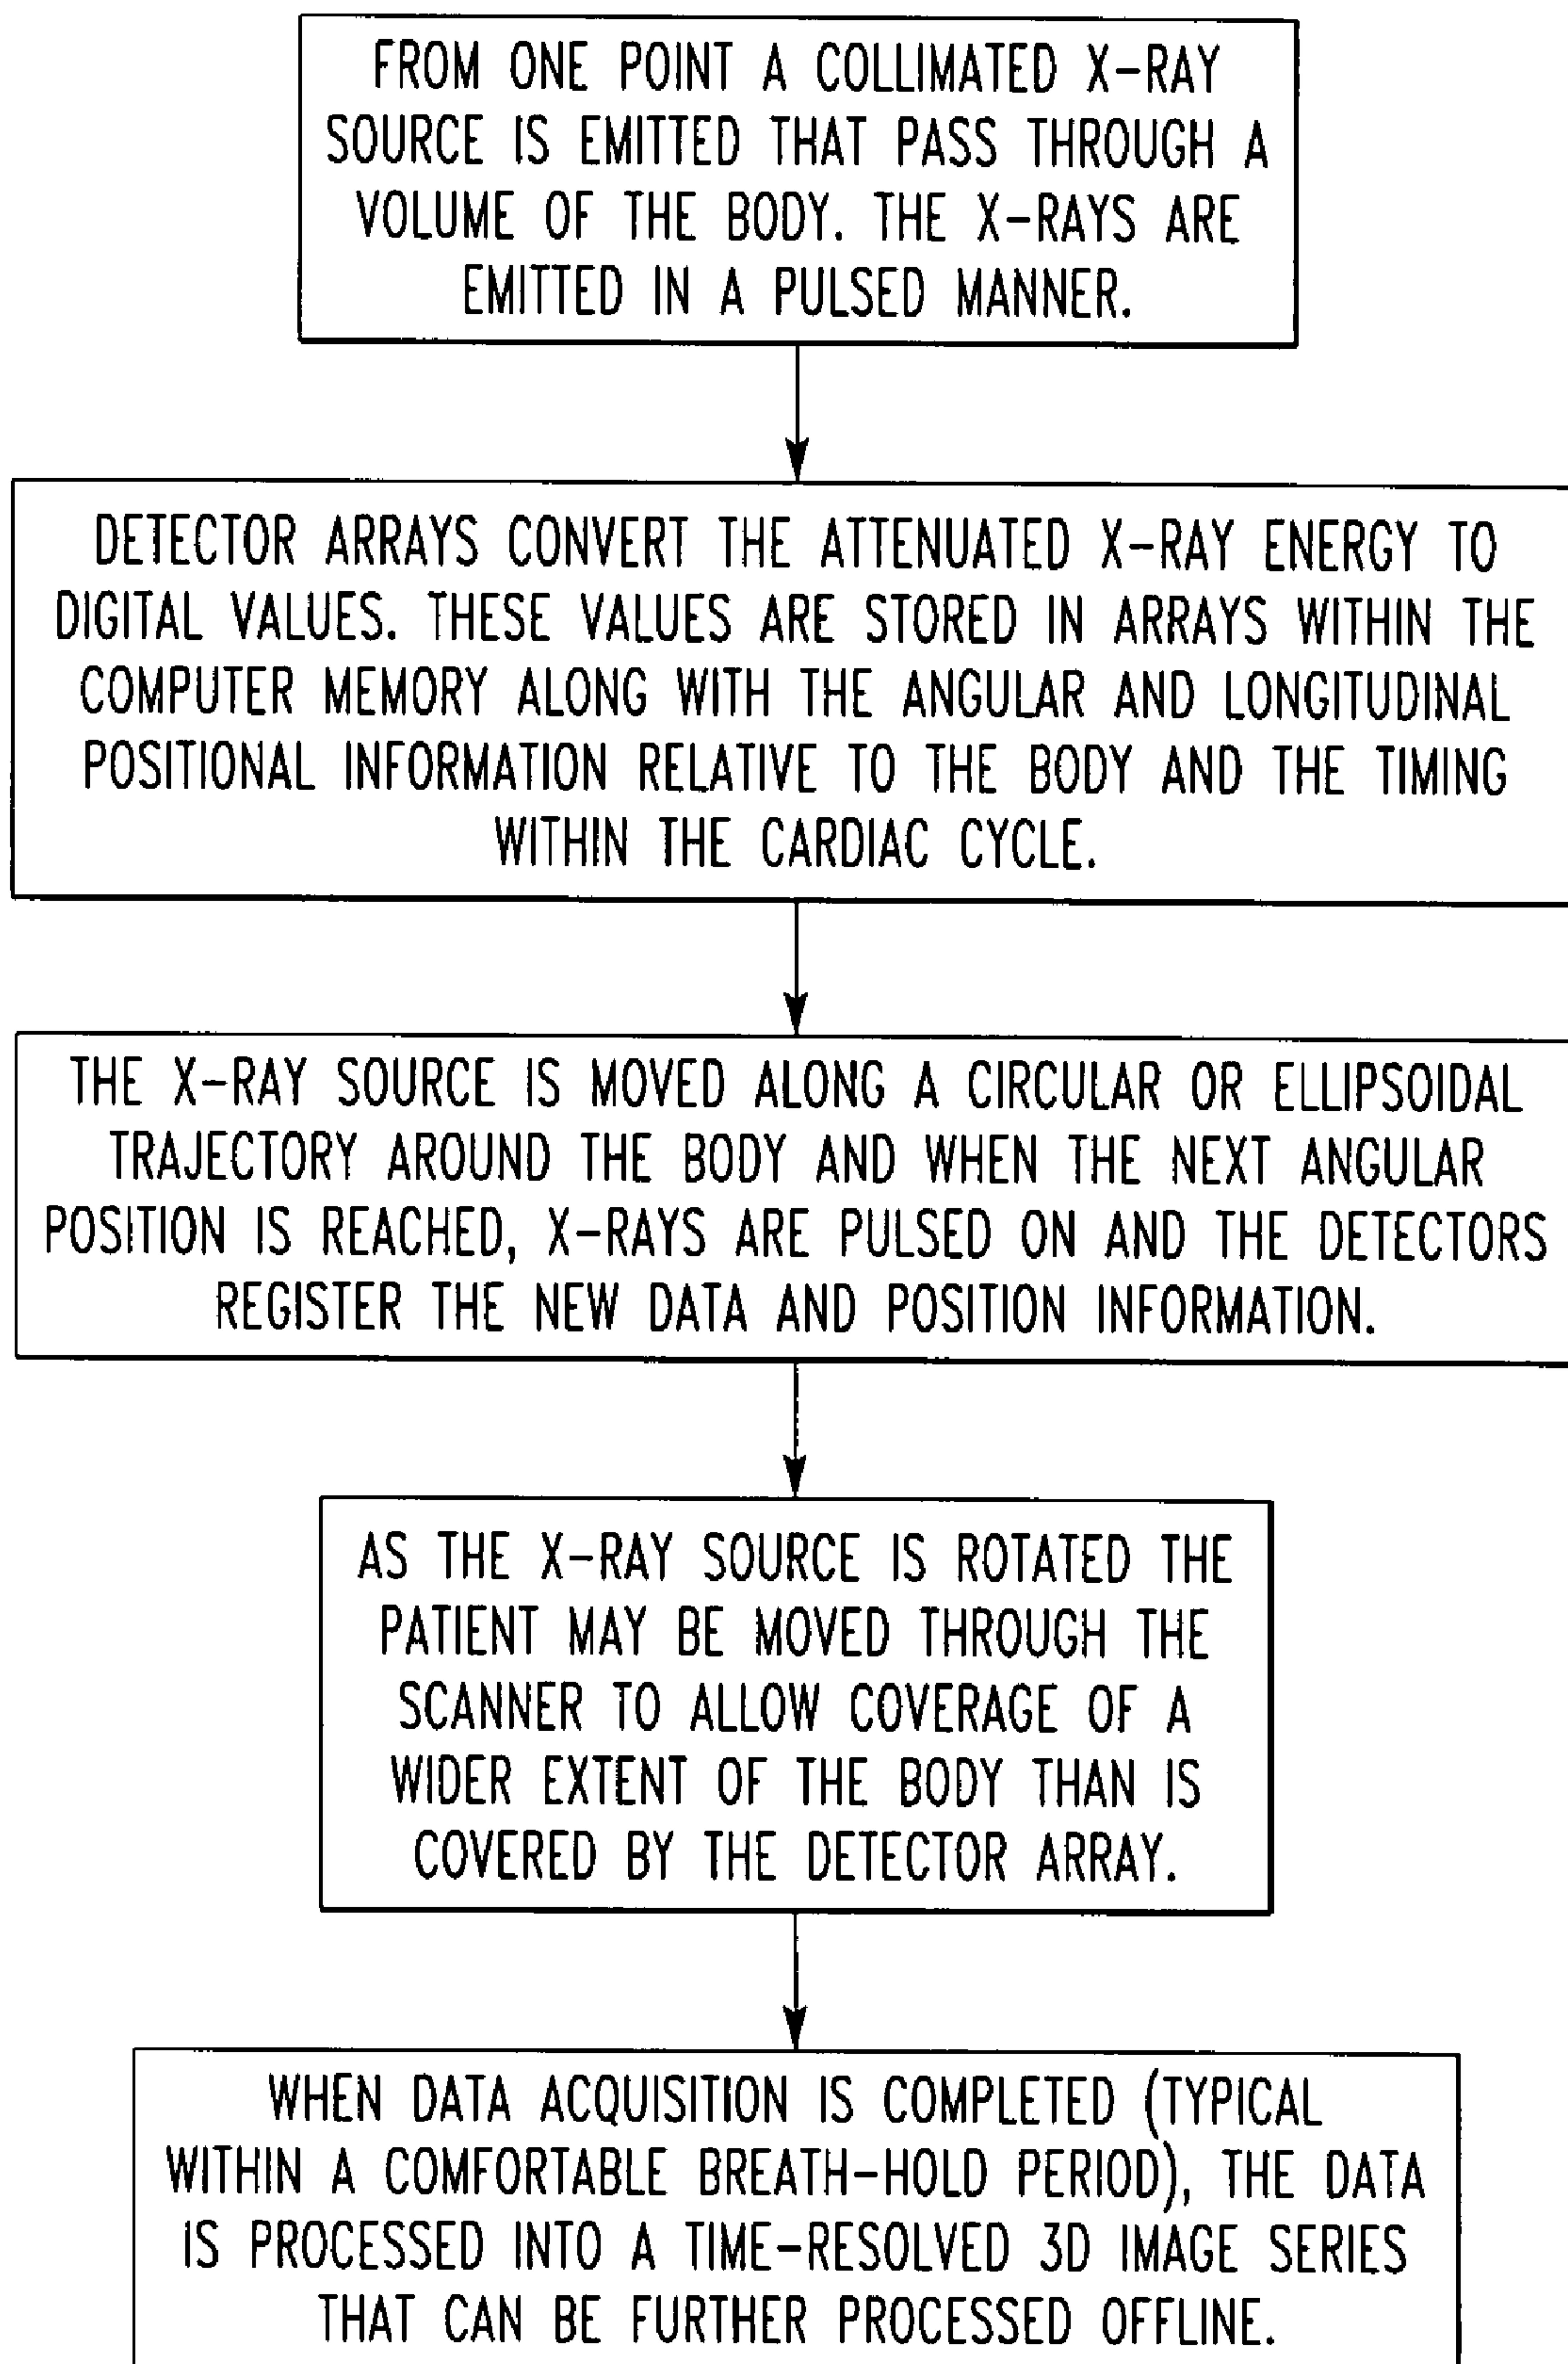 FROM ONE POINT A COLLIMATED X-RAY
SOURCE IS EMITTED THAT PASS THROUGH A
VOLUME OF THE BODY. THE X-RAYS ARE
EMITTED IN A PULSED MANNER.
DETECTOR ARRAYS CONVERT THE ATTENUATED X-RAY ENERGY TO
DIGITAL VALUES. THESE VALUES ARE STORED IN ARRAYS WITHIN THE
COMPUTER MEMORY ALONG WITH THE ANGULAR AND LONGITUDINAL
POSITIONAL INFORMATION RELATIVE TO THE BODY AND THE TIMING
WITHIN THE CARDIAC CYCLE.
THE X-RAY SOURCE IS MOVED ALONG A CIRCULAR OR ELLIPSOIDAL
TRAJECTORY AROUND THE BODY AND WHEN THE NEXT ANGULAR
POSITION IS REACHED, X-RAYS ARE PULSED ON AND THE DETECTORS
REGISTER THE NEW DATA AND POSITION INFORMATION.
AS THE X-RAY SOURCE IS ROTATED THE
PATIENT MAY BE MOVED THROUGH THE
SCANNER TO ALLOW COVERAGE OF A
WIDER EXTENT OF THE BODY THAN IS
COVERED BY THE DETECTOR ARRAY.
WHEN DATA ACQUISITION IS COMPLETED (TYPICAL
WITHIN A COMFORTABLE BREATH-HOLD PERIOD), THE DATA
IS PROCESSED INTO A TIME-RESOLVED 3D IMAGE SERIES
THAT CAN BE FURTHER PROCESSED OFFLINE.